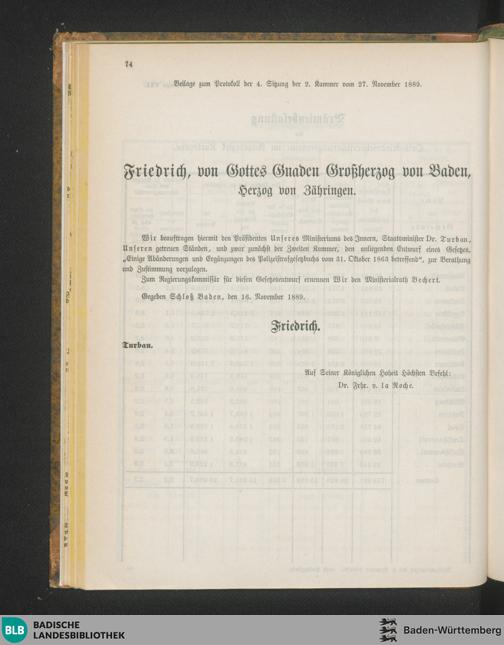 74
Beilage zum Protokoll der 4. Sitzung der 2. Kammer vom 27. November 1889.
Friedrich, von Gottes Gnaden Großherzog von Baden,
Herzog von Zähringen.
Wir beauftragen hiermit den Präsidenten Unseres Ministeriums des Innern, Staatsminister Dr. Turban,
Unseren getreuen Ständen, und zwar zunächst der Zweiten Kammer, den anliegenden Entwurf eines Gesetzes,
„Einige Abänderungen und Ergänzungen des Polizeistrafgesetzbuchs vom 31. Oktober 1863 betreffend“, zur Berathung
und Zustimmung vorzulegen.
Zum Regierungskommissär für diesen Gesetzesentwurf ernennen Wir den Ministerialrath Bechert.
Gegeben Schloß Baden, den 16. November 1889.
Friedrich.
Turban.
Auf Seiner Königlichen Hoheit Höchsten Befehl:
Dr. Frhr. v. la Roche.
BLB
BADISCHE
LANDESBIBLIOTHEK
Baden-Württemberg